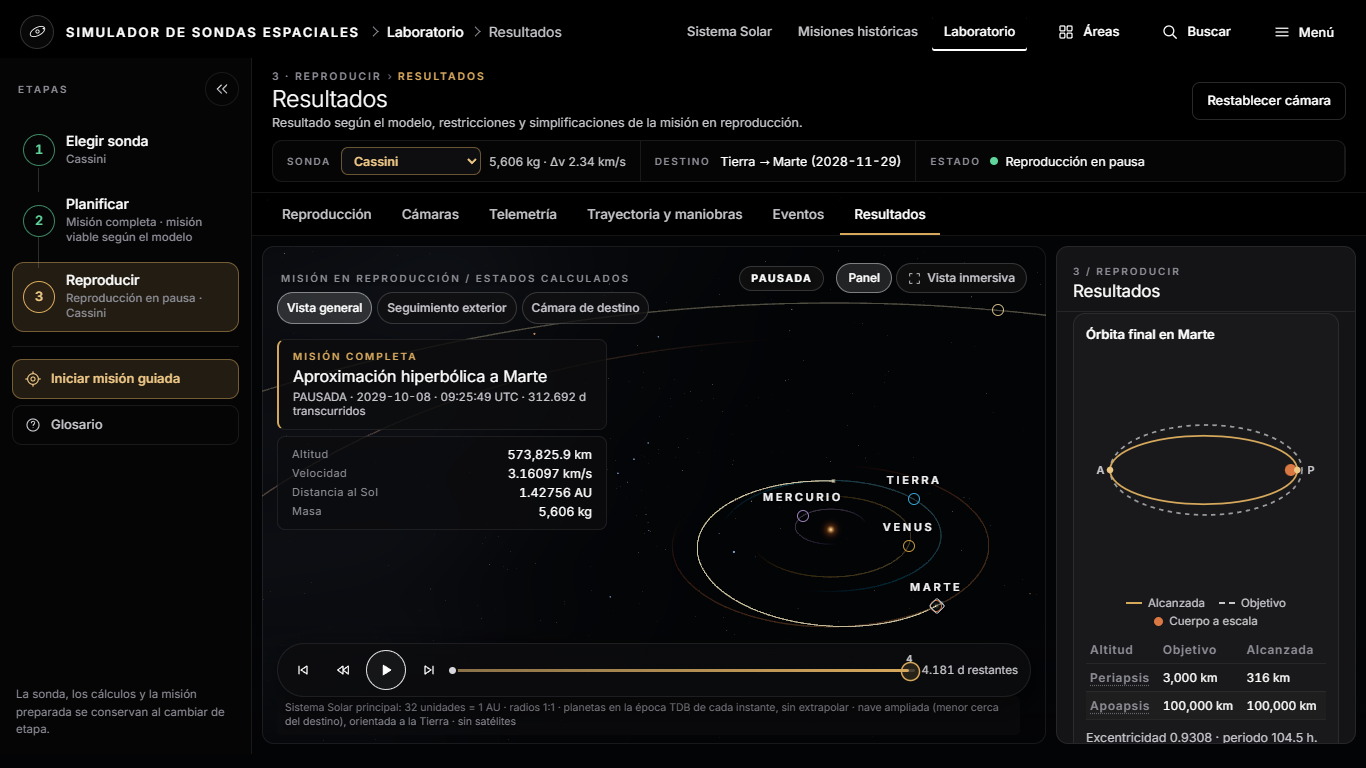 SIMULADOR DE SONDAS ESPACIALES > Laboratorio > Resultados
Sistema Solar Misiones históricas Laboratorio Áreas Buscar Menú
ETAPAS
1 Elegir sonda
Cassini
2 Planificar
Misión completa · misión
viable según el modelo
3 Reproducir
Reproducción en pausa ·
Cassini
Iniciar misión guiada
Glosario
La sonda, los cálculos y la misión
preparada se conservan al cambiar de
etapa.
3 · REPRODUCIR › RESULTADOS
Resultados
Resultado según el modelo, restricciones y simplificaciones de la misión en reproducción.
Restablecer cámara
SONDA Cassini 5,606 kg · Δv 2.34 km/s DESTINO Tierra → Marte (2028-11-29) ESTADO Reproducción en pausa
Reproducción Cámaras Telemetría Trayectoria y maniobras Eventos Resultados
MISIÓN EN REPRODUCCIÓN / ESTADOS CALCULADOS
PAUSADA Panel Vista inmersiva
Vista general Seguimiento exterior Cámara de destino
MISIÓN COMPLETA
Aproximación hiperbólica a Marte
PAUSADA · 2029-10-08 · 09:25:49 UTC · 312.692 d
transcurridos
Altitud 573,825.9 km
Velocidad 3.16097 km/s
Distancia al Sol 1.42756 AU
Masa 5,606 kg
TIERRA
MERCURIO
VENUS
MARTE
4
4.181 d restantes
Sistema Solar principal: 32 unidades = 1 AU · radios 1:1 · planetas en la época TDB de cada instante, sin extrapolar · nave ampliada (menor cerca
del destino), orientada a la Tierra · sin satélites
3 / REPRODUCIR
Resultados
Órbita final en Marte
A P
Alcanzada Objetivo
Cuerpo a escala
Altitud Objetivo Alcanzada
Periapsis 3,000 km 316 km
Apoapsis 100,000 km 100,000 km
Excentricidad 0.9308 · periodo 104.5 h.